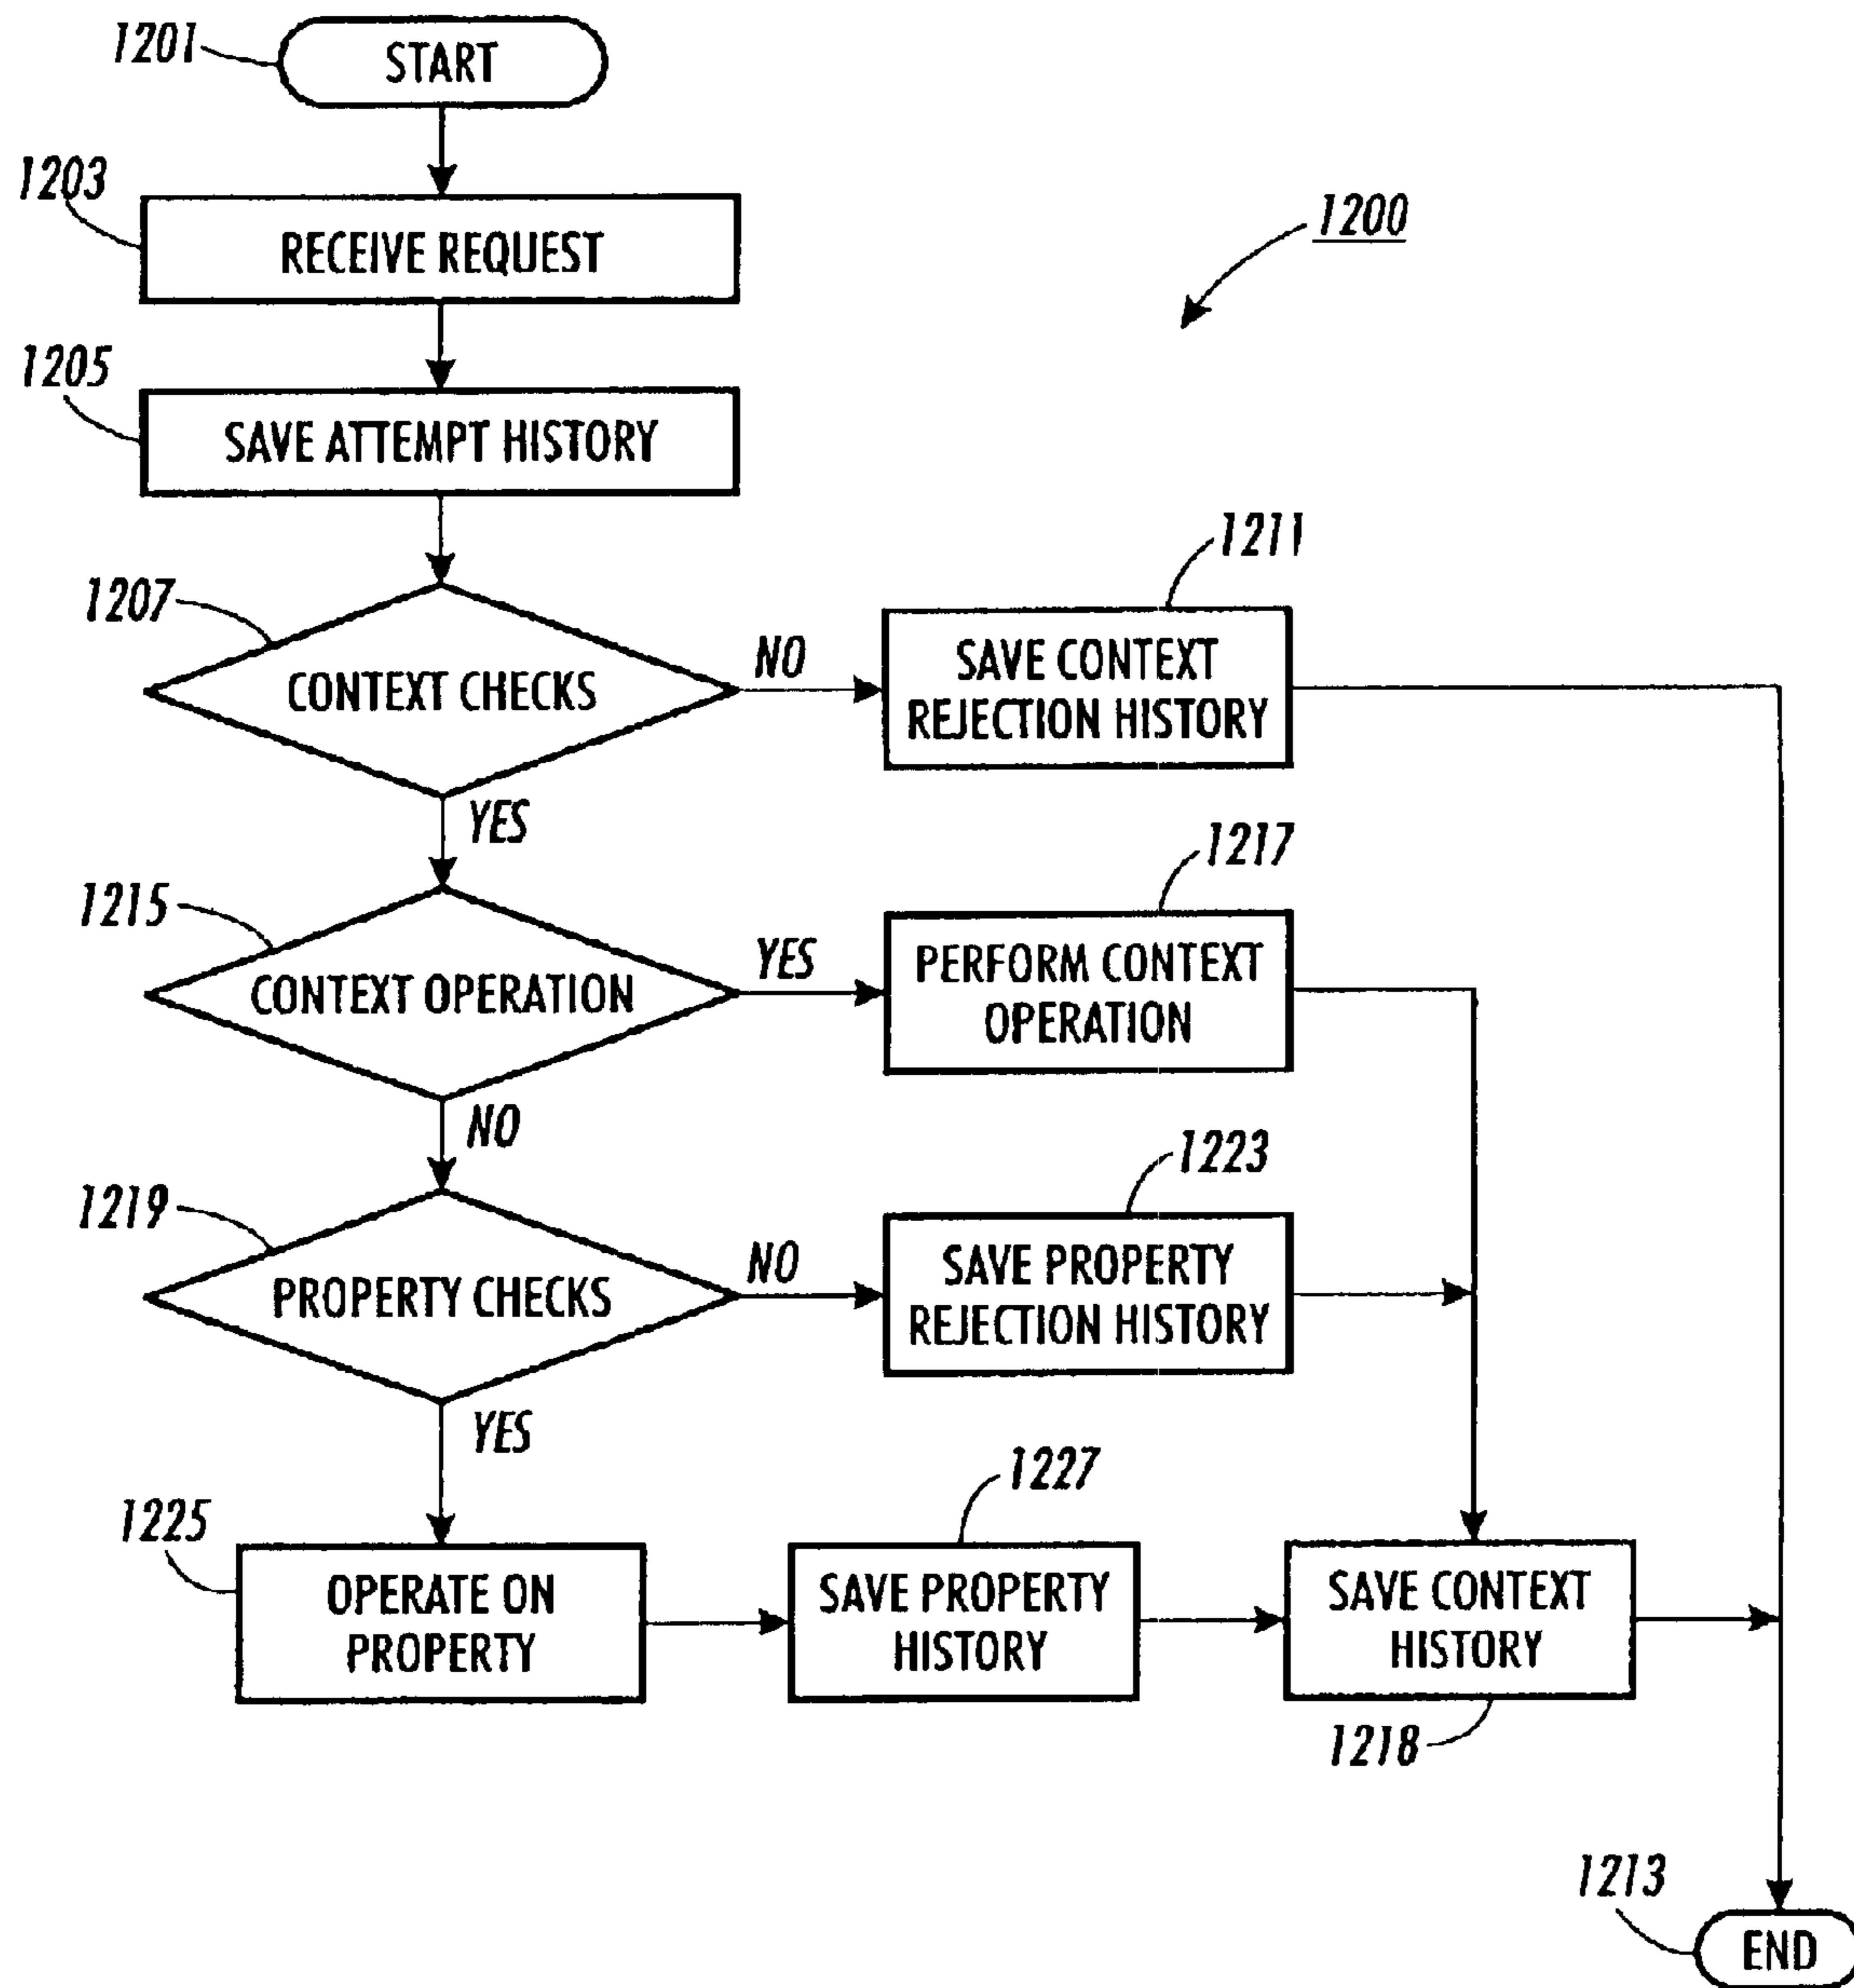 1201
START
1203
RECEIVE REQUEST
1200
1205
SAVE ATTEMPT HISTORY
1211
1207
CONTEXT CHECKS
NO
SAVE CONTEXT
REJECTION HISTORY
YES
1217
1215
CONTEXT OPERATION
YES
PERFORM CONTEXT
OPERATION
NO
1223
1219
PROPERTY CHECKS
NO
SAVE PROPERTY
REJECTION HISTORY
YES
1227
1225
OPERATE ON
PROPERTY
SAVE PROPERTY
HISTORY
SAVE CONTEXT
HISTORY
1218
1213
END